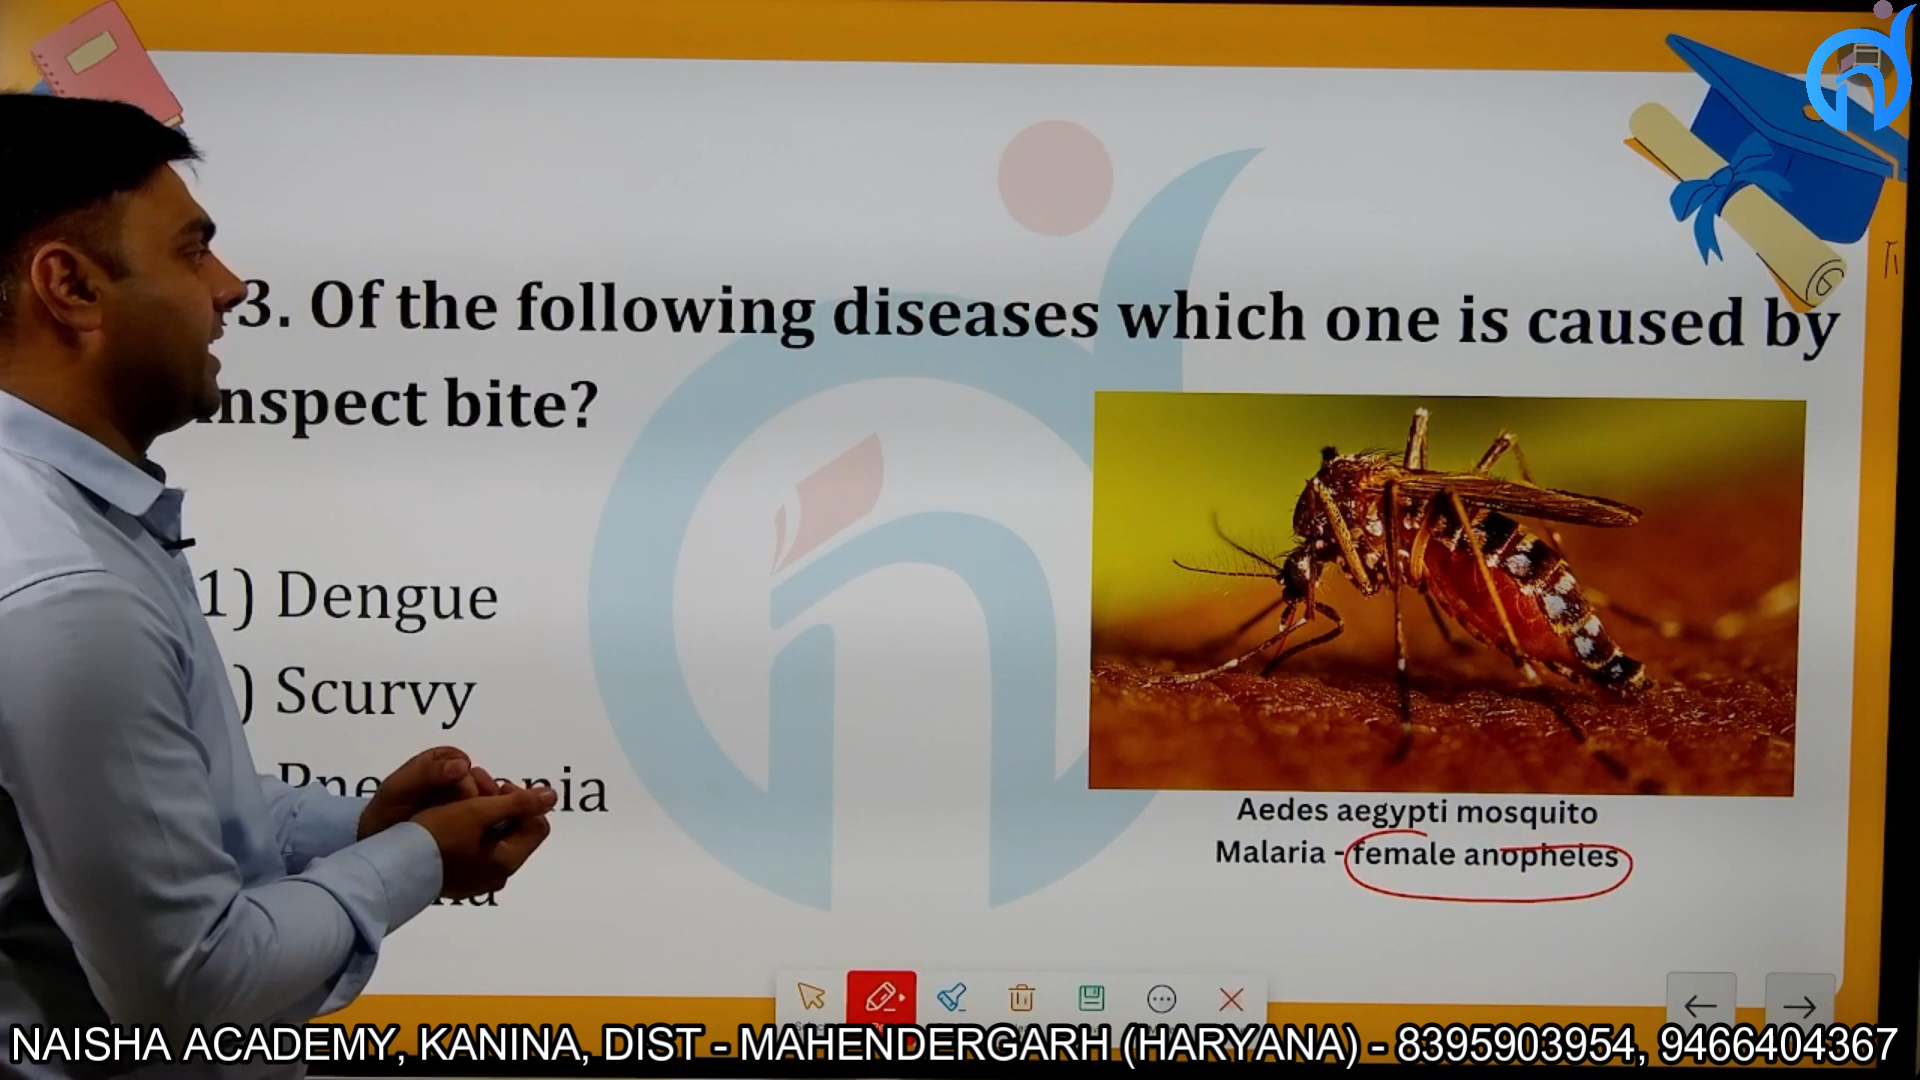 3. Of the following diseases which one is caused by
nspect bite?
1) Dengue
) Scurvy
Aedes aegypti mosquito
Malaria - female anopheles
NAISHA ACADEMY, KANINA, DIST - MAHENDERGARH (HARYANA) - 8395903954, 9466404367